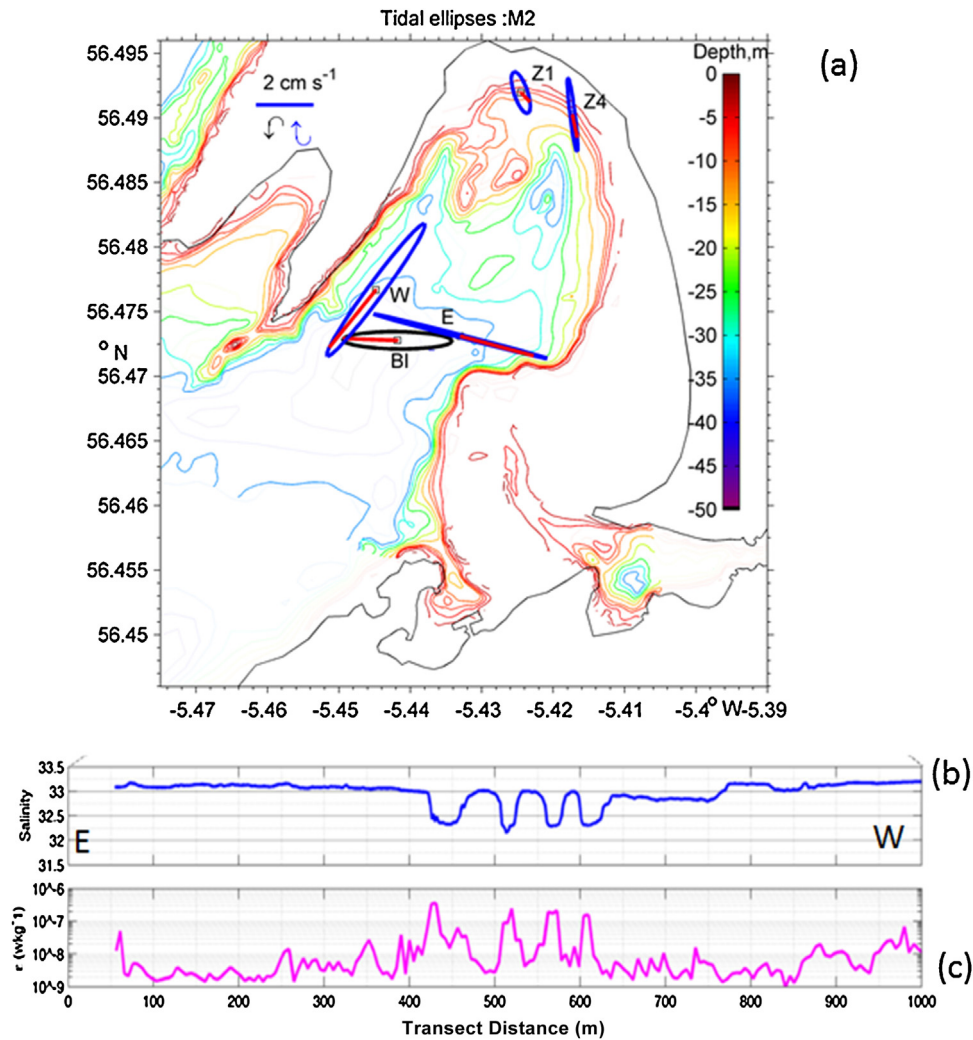 Tidal ellipses :M2
(a)
56.495
56.49
56.485
56.48
56.475
° N
56.47
56.465
56.46
56.455
56.45
2 cm s-1
Z1
Z4
W
E
BI
Depth,m
0
-5
-10
-15
-20
-25
-30
-35
-40
-45
-50
-5.47 -5.46 -5.45 -5.44 -5.43 -5.42 -5.41 -5.4° W-5.39
(b)
33.5
33
32.5
32
31.5
Salinity
E
W
(c)
10^-6
10^-7
10^-8
10^-9
r (wkg-1)
0 100 200 300 400 500 600 700 800 900 1000
Transect Distance (m)